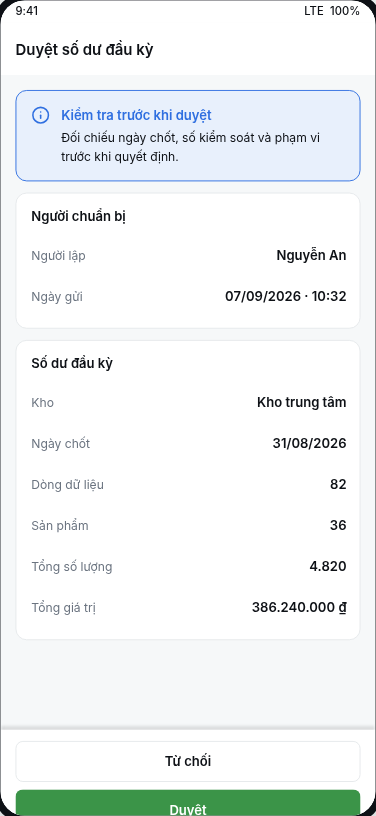 9:41
LTE 100%
Duyệt số dư đầu kỳ
Kiểm tra trước khi duyệt
Đối chiếu ngày chốt, số kiểm soát và phạm vi
trước khi quyết định.
Người chuẩn bị
Người lập
Nguyễn An
Ngày gửi
07/09/2026 · 10:32
Số dư đầu kỳ
Kho
Kho trung tâm
Ngày chốt
31/08/2026
Dòng dữ liệu
82
Sản phẩm
36
Tổng số lượng
4.820
Tổng giá trị
386.240.000 ₫
Từ chối
Duyệt